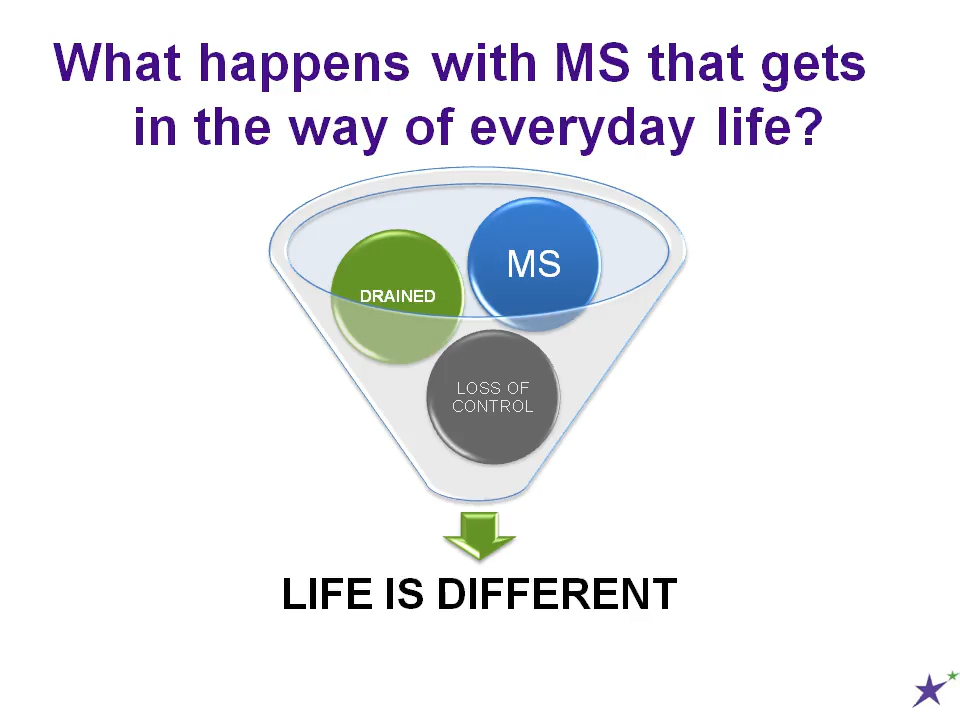 What happens with MS that gets
in the way of everyday life?
MS
DRAINED
LOSS OF
CONTROL
LIFE IS DIFFERENT